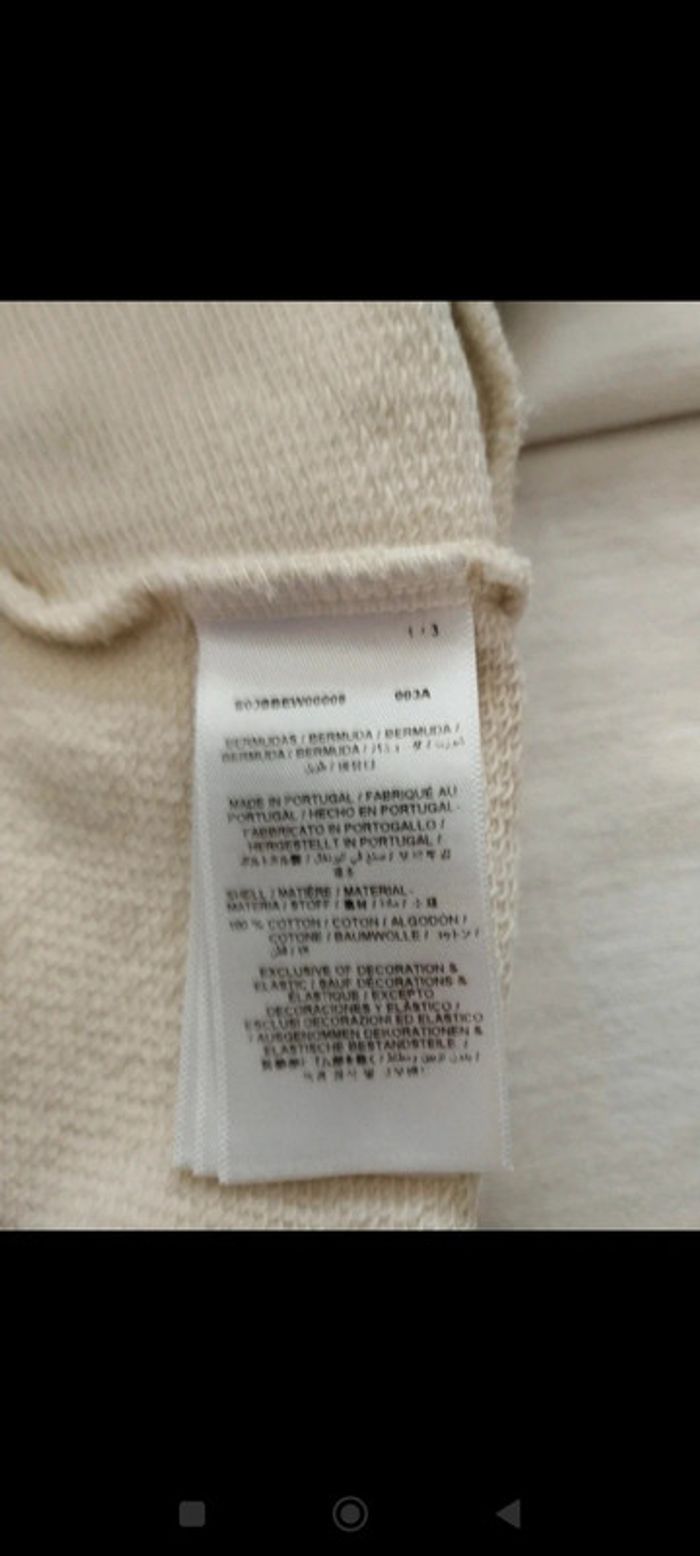 1 / 3
003A
BERMUDAS / BERMUDA / BERMUDA /
BERMUDA / BERMUDA /
MADE IN PORTUGAL / FABRIQUÉ AU
PORTUGAL / HECHO EN PORTUGAL -
FABBRICATO IN PORTOGALLO /
HERGESTELLT IN PORTUGAL /
SHELL / MATIÈRE / MATERIAL -
MATERIA / STOFF /
100 % COTTON / COTON / ALGODÓN /
COTONE / BAUMWOLLE /
EXCLUSIVE OF DECORATION &
ELASTIC / SAUF DÉCORATIONS &
ÉLASTIQUE / EXCEPTO
DECORACIONES Y ELÁSTICO /
ESCLUSI DECORAZIONI ED ELASTICO
/ AUSGENOMMEN DEKORATIONEN &
ELASTISCHE BESTANDSTEILE /